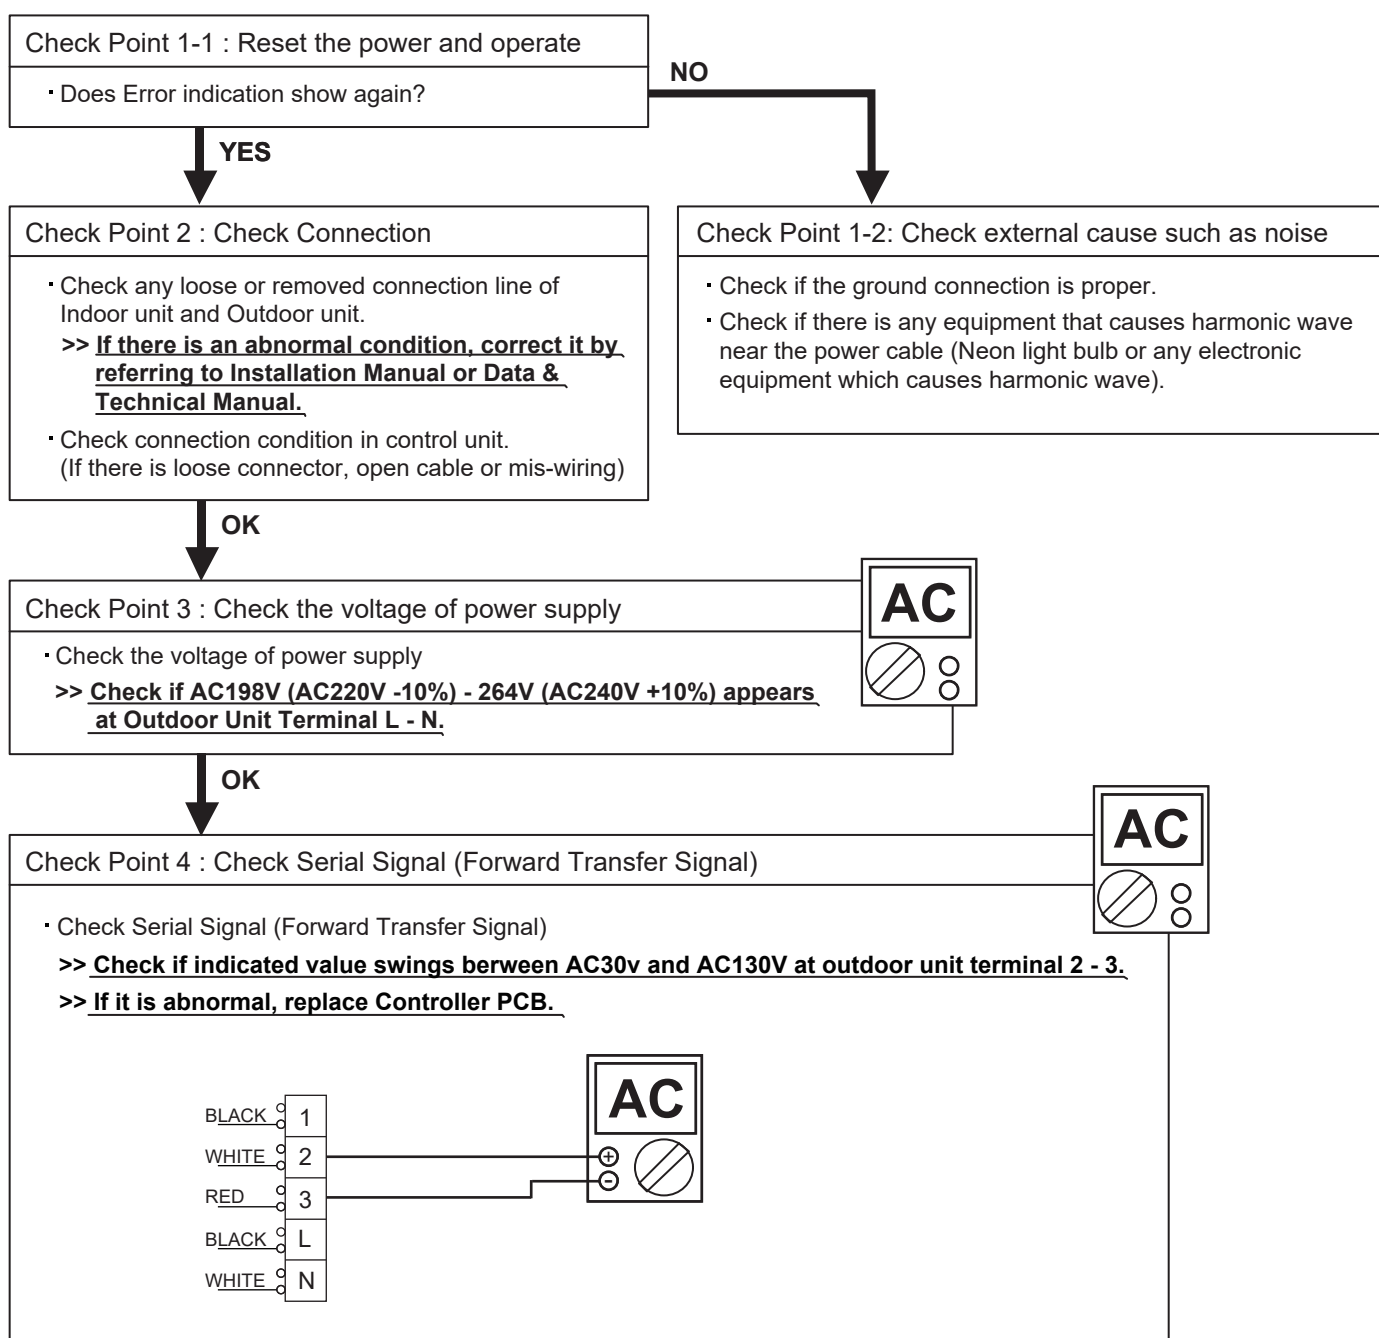 Check Point 1-1 : Reset the power and operate
▪ Does Error indication show again?
NO
YES
Check Point 2 : Check Connection
▪ Check any loose or removed connection line of
Indoor unit and Outdoor unit.
>> If there is an abnormal condition, correct it by
referring to Installation Manual or Data &
Technical Manual.
▪ Check connection condition in control unit.
(If there is loose connector, open cable or mis-wiring)
Check Point 1-2: Check external cause such as noise
▪ Check if the ground connection is proper.
▪ Check if there is any equipment that causes harmonic wave
near the power cable (Neon light bulb or any electronic
equipment which causes harmonic wave).
OK
Check Point 3 : Check the voltage of power supply
AC
▪ Check the voltage of power supply
>> Check if AC198V (AC220V -10%) - 264V (AC240V +10%) appears
at Outdoor Unit Terminal L - N.
OK
Check Point 4 : Check Serial Signal (Forward Transfer Signal)
AC
▪ Check Serial Signal (Forward Transfer Signal)
>> Check if indicated value swings berween AC30v and AC130V at outdoor unit terminal 2 - 3.
>> If it is abnormal, replace Controller PCB.
AC
BLACK 1
WHITE 2
RED 3
BLACK L
WHITE N